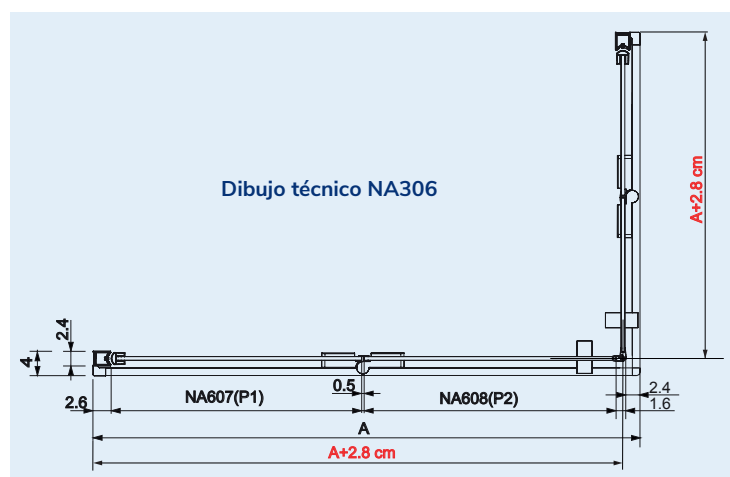 Dibujo técnico NA306
A+2.8 cm
2.4
4
2.6
NA607(P1)
0.5
NA608(P2)
2.4
1.6
A
A+2.8 cm